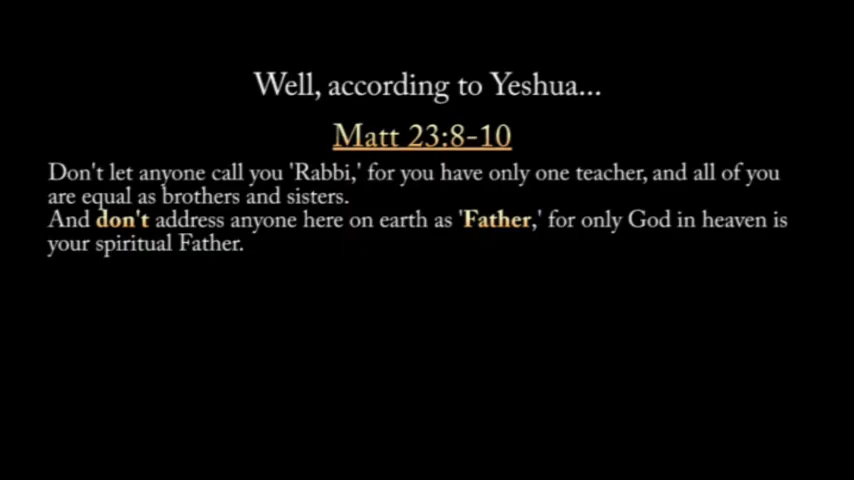 Well, according to Yeshua...
Matt 23:8-10
Don't let anyone call you 'Rabbi,' for you have only one teacher, and all of you
are equal as brothers and sisters.
And don't address anyone here on earth as 'Father,' for only God in heaven is
your spiritual Father.